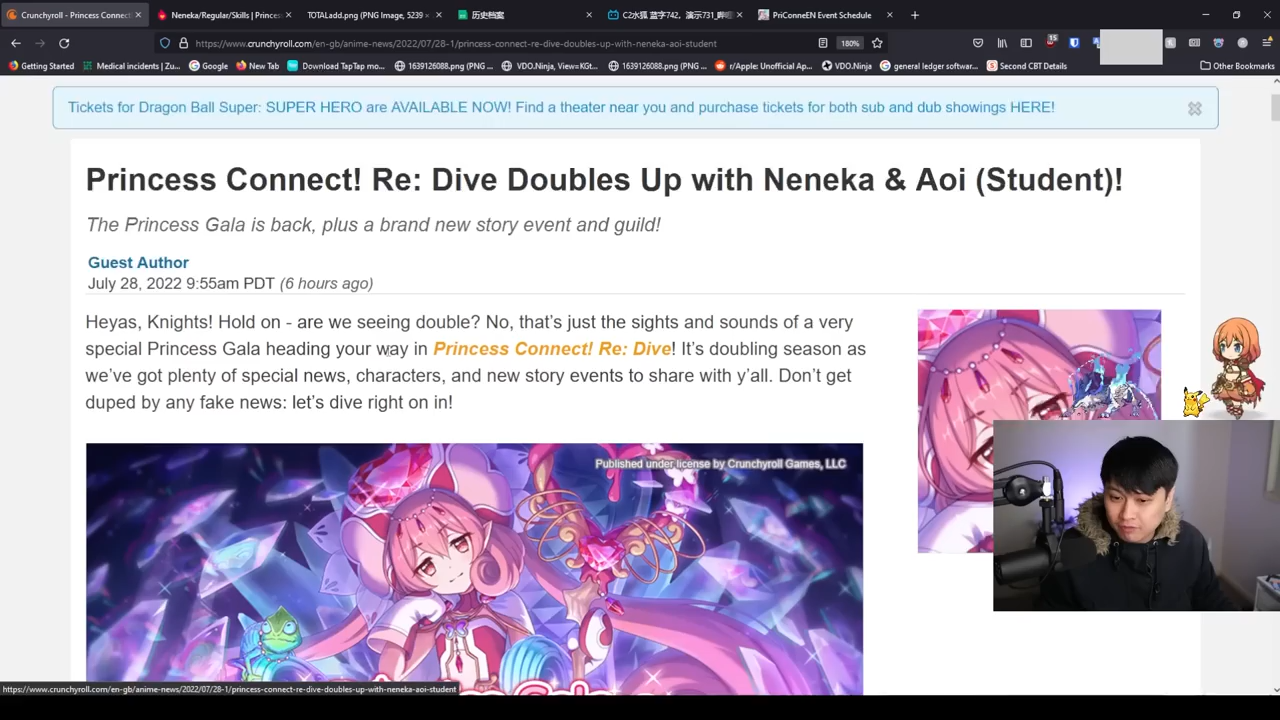 Crunchyroll - Princess Connect!
Neneka/Regular/Skills | Princess
TOTALadd.png (PNG Image, 5239 ×
历史档案
C2水狐 蓝字742，演示731_哔哩
PriConneEN Event Schedule
https://www.crunchyroll.com/en-gb/anime-news/2022/07/28-1/princess-connect-re-dive-doubles-up-with-neneka-aoi-student
180%
15
Getting Started
Medical incidents | Zu...
Google
New Tab
Download TapTap mo...
1639126088.png (PNG ...
VDO.Ninja, View=KGt...
1639126088.png (PNG ...
r/Apple: Unofficial Ap...
VDO.Ninja
general ledger softwar...
Second CBT Details
Other Bookmarks
Tickets for Dragon Ball Super: SUPER HERO are AVAILABLE NOW! Find a theater near you and purchase tickets for both sub and dub showings HERE!
Princess Connect! Re: Dive Doubles Up with Neneka & Aoi (Student)!
The Princess Gala is back, plus a brand new story event and guild!
Guest Author
July 28, 2022 9:55am PDT (6 hours ago)
Heyas, Knights! Hold on - are we seeing double? No, that's just the sights and sounds of a very
special Princess Gala heading your way in Princess Connect! Re: Dive! It's doubling season as
we've got plenty of special news, characters, and new story events to share with y'all. Don't get
duped by any fake news: let's dive right on in!
Published under license by Crunchyroll Games, LLC
https://www.crunchyroll.com/en-gb/anime-news/2022/07/28-1/princess-connect-re-dive-doubles-up-with-neneka-aoi-student